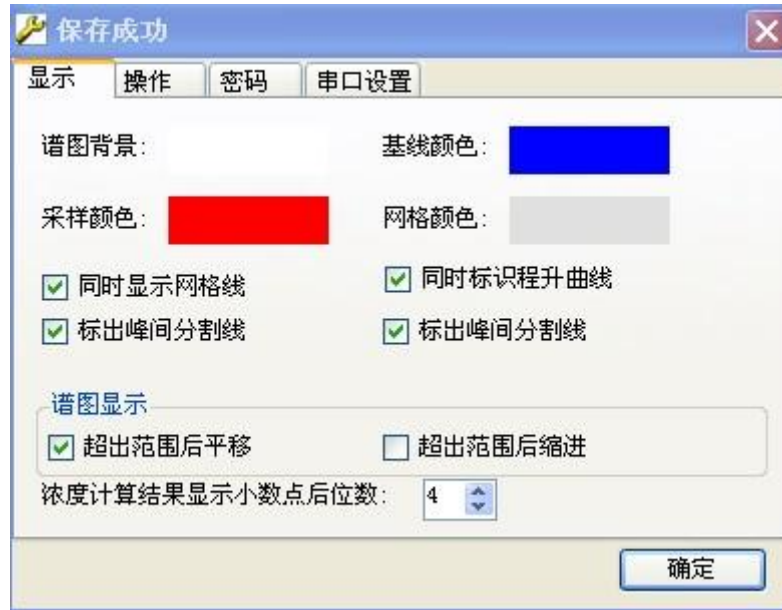 保存成功
显示 操作 密码 串口设置
谱图背景: 基线颜色:
采样颜色: 网格颜色:
同时显示网格线 同时标识程升曲线
标出峰间分割线 标出峰间分割线
谱图显示
超出范围后平移 超出范围后缩进
浓度计算结果显示小数点后位数: 4
确定